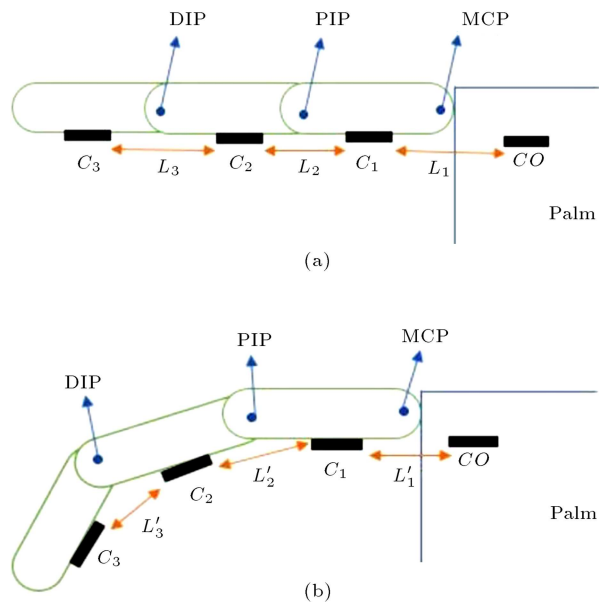 DIP PIP MCP
C₃ L₃ C₂ L₂ C₁ L₁ CO
Palm
(a)
MCP
PIP
DIP
C₁ L′₁ CO
C₂ L′₂
Palm
L′₃
C₃
(b)